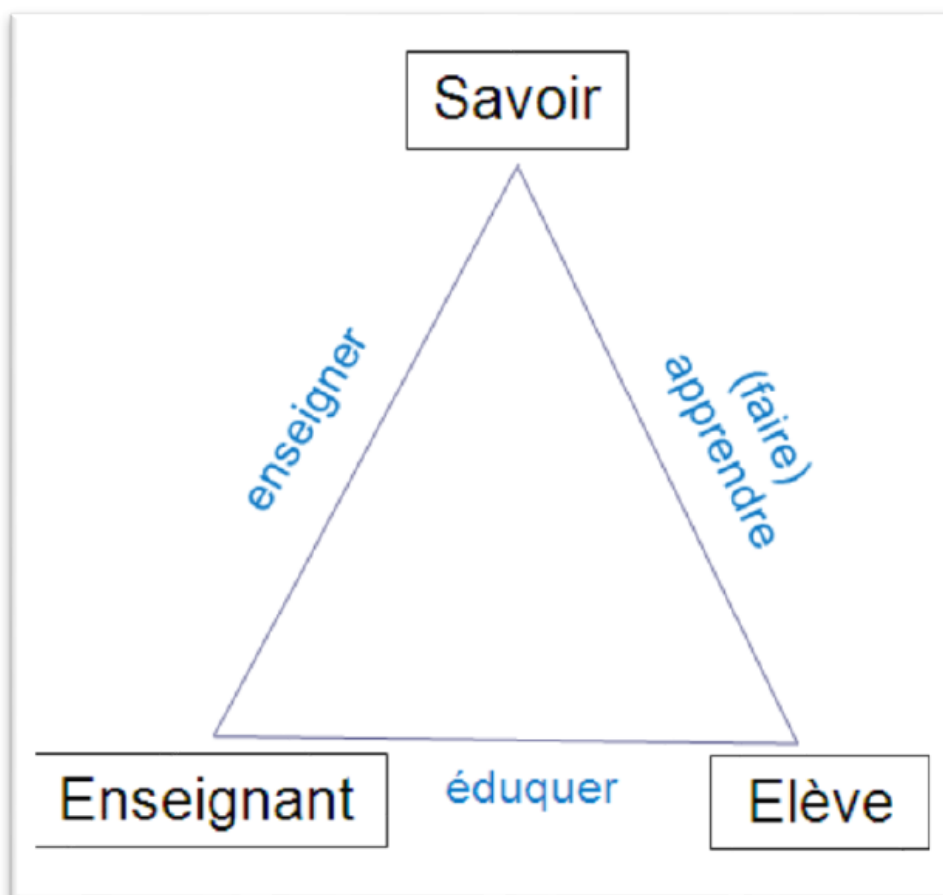 Savoir
enseigner
(faire)
apprendre
Enseignant
éduquer
Elève